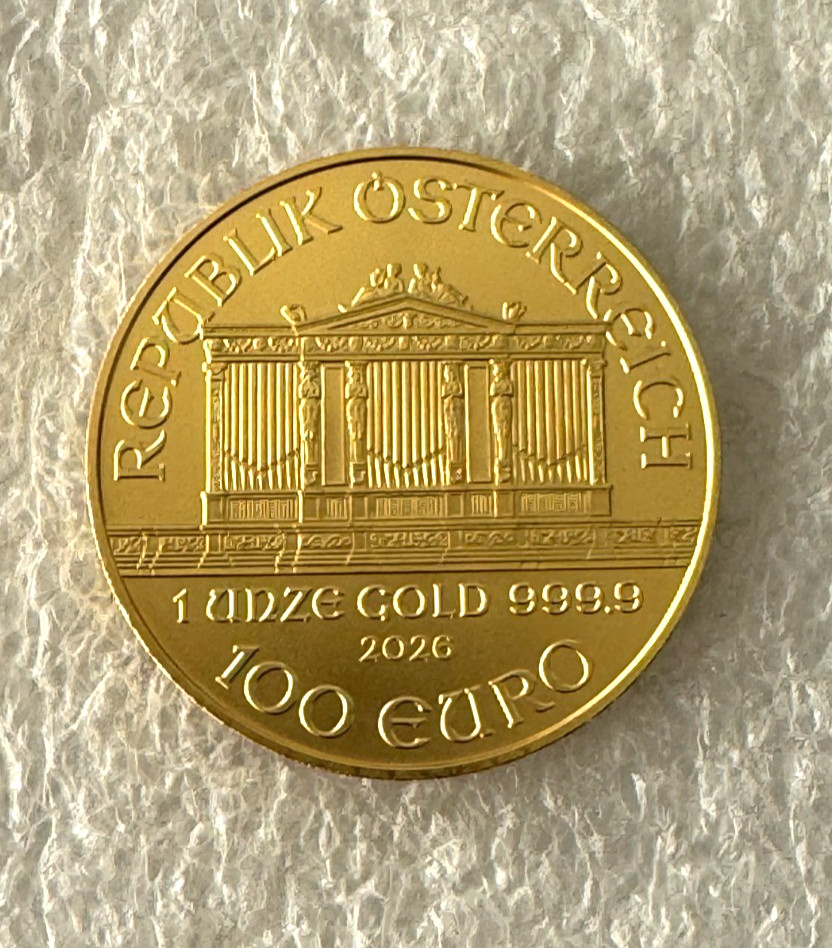 REPUBLIK ÖSTERREICH
1 UNZE GOLD 999.9
2026
100 EURO